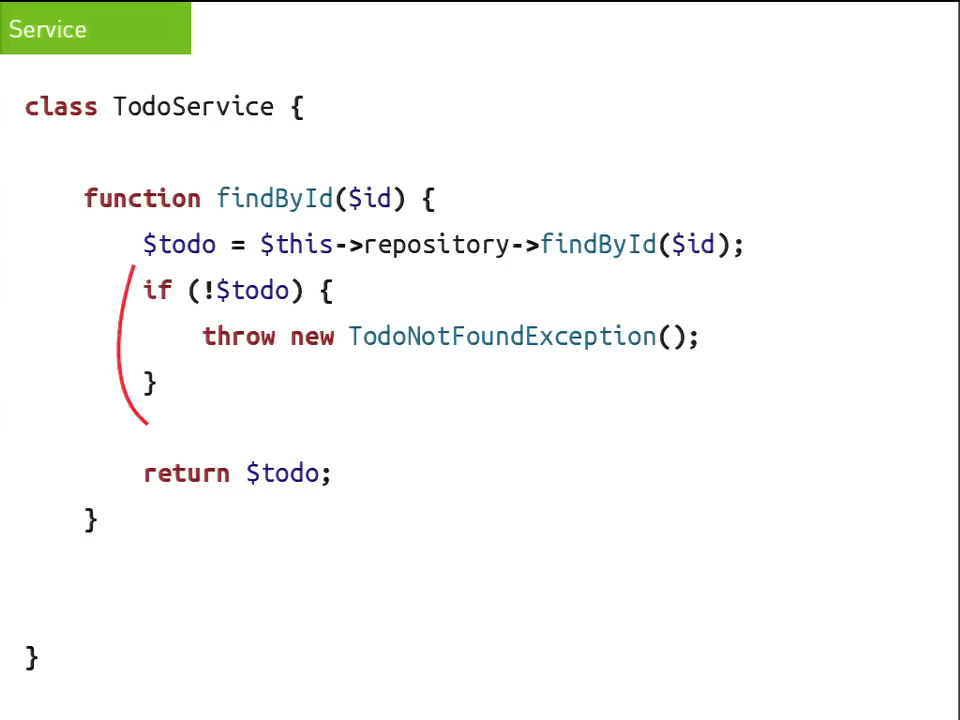 Service
class TodoService {
function findById($id) {
$todo = $this->repository->findById($id);
if (!$todo) {
throw new TodoNotFoundException();
}
return $todo;
}
}